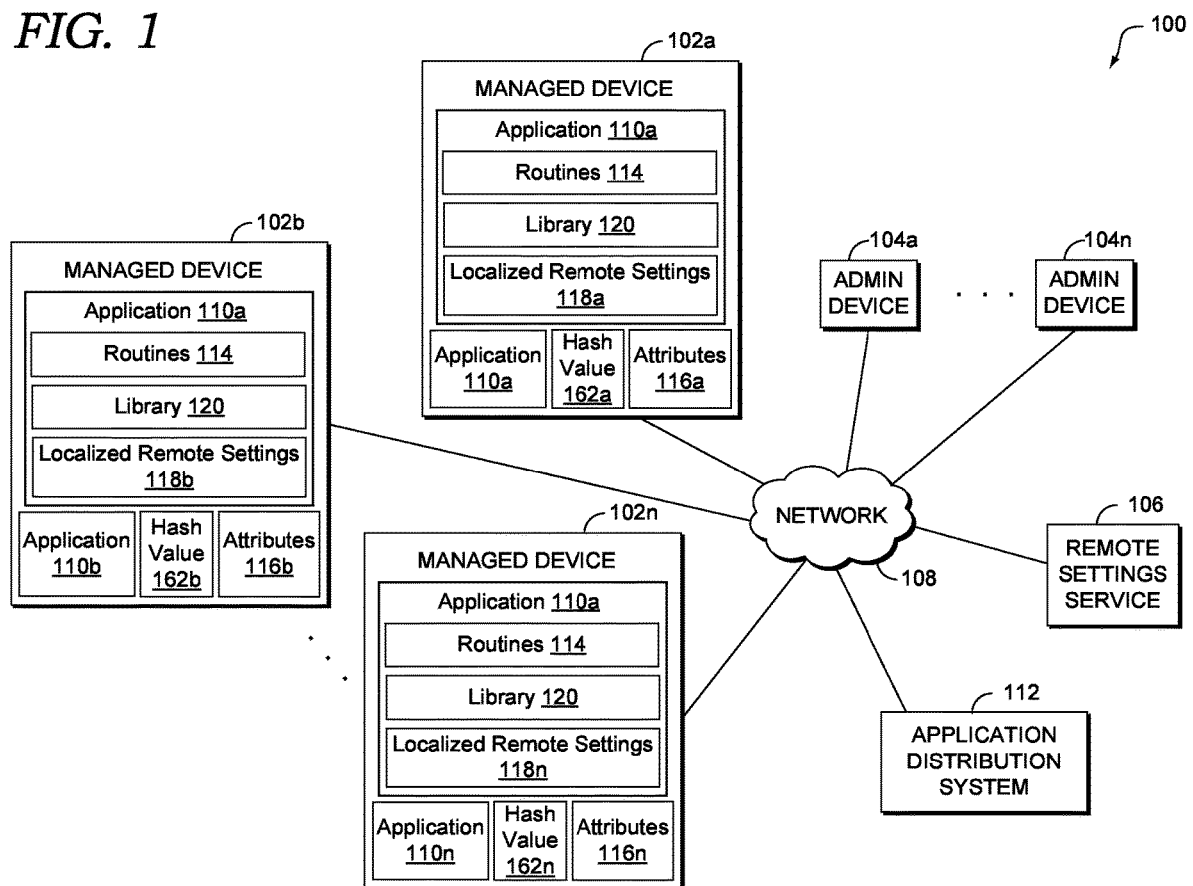 FIG. 1
100
102a
MANAGED DEVICE
Application 110a
Routines 114
Library 120
Localized Remote Settings
118a
Application
110a
Hash
Value
162a
Attributes
116a
102b
MANAGED DEVICE
Application 110a
Routines 114
Library 120
Localized Remote Settings
118b
Application
110b
Hash
Value
162b
Attributes
116b
102n
MANAGED DEVICE
Application 110a
Routines 114
Library 120
Localized Remote Settings
118n
Application
110n
Hash
Value
162n
Attributes
116n
104a
ADMIN
DEVICE
. . .
104n
ADMIN
DEVICE
NETWORK
108
106
REMOTE
SETTINGS
SERVICE
112
APPLICATION
DISTRIBUTION
SYSTEM